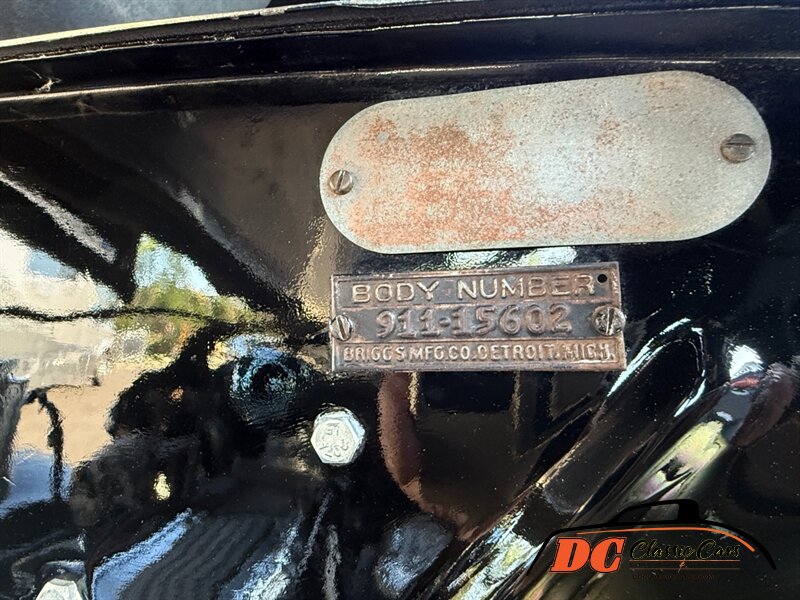 BODY NUMBER
911-15602
BRIGGS MFG.CO. DETROIT. MICH.
DC Classic Cars